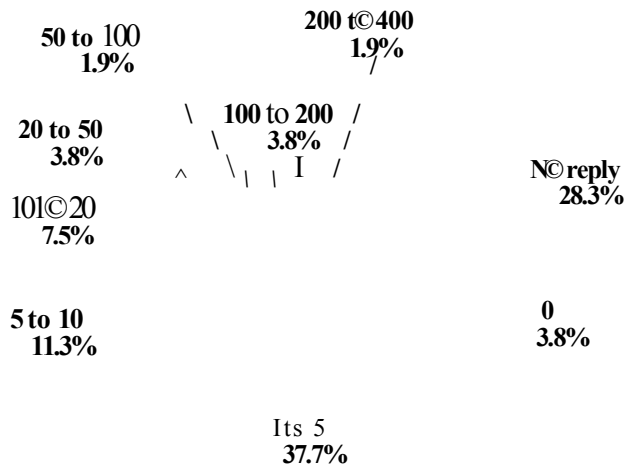 50 to 100
1.9%
200 t©400
1.9%
100 to 200
3.8%
20 to 50
3.8%
N© reply
28.3%
101©20
7.5%
5 to 10
11.3%
0
3.8%
Its 5
37.7%